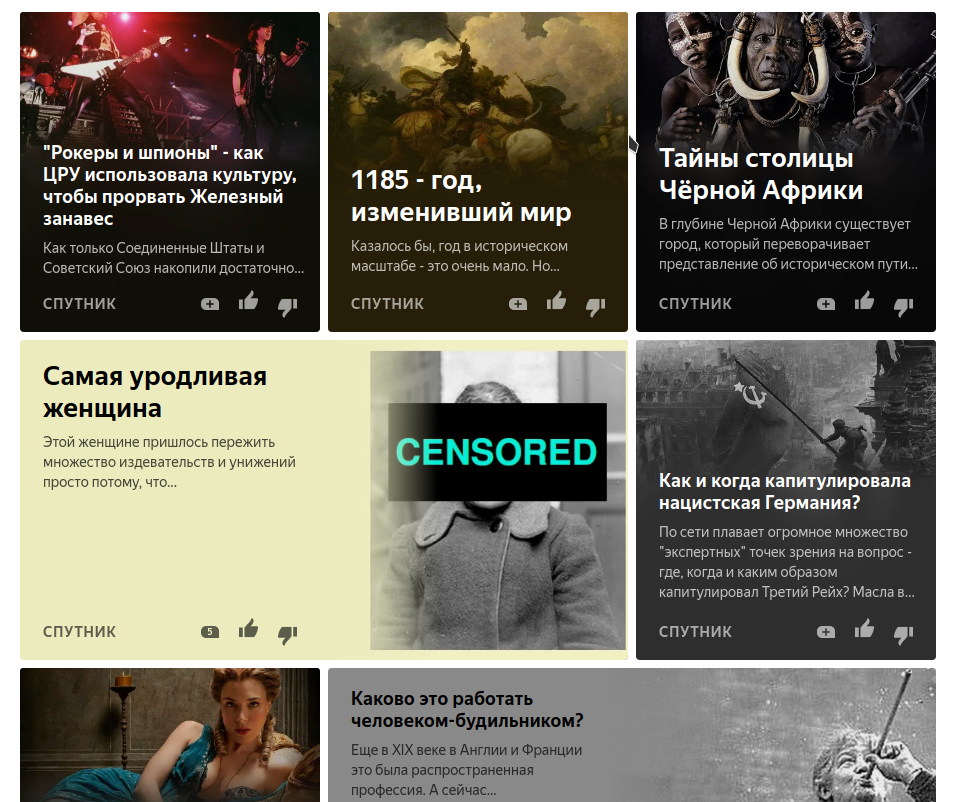 "Рокеры и шпионы" - как
ЦРУ использовала культуру,
чтобы прорвать Железный
занавес
Как только Соединенные Штаты и
Советский Союз накопили достаточно...
СПУТНИК
1185 - год,
изменивший мир
Казалось бы, год в историческом
масштабе - это очень мало. Но...
СПУТНИК
Тайны столицы
Чёрной Африки
В глубине Черной Африки существует
город, который переворачивает
представление об историческом пути...
СПУТНИК
Самая уродливая
женщина
Этой женщине пришлось пережить
множество издевательств и унижений
просто потому, что...
СПУТНИК
5
CENSORED
Как и когда капитулировала
нацистская Германия?
По сети плавает огромное множество
"экспертных" точек зрения на вопрос -
где, когда и каким образом
капитулировал Третий Рейх? Масла в...
СПУТНИК
Каково это работать
человеком-будильником?
Еще в XIX веке в Англии и Франции
это была распространенная
профессия. А сейчас...